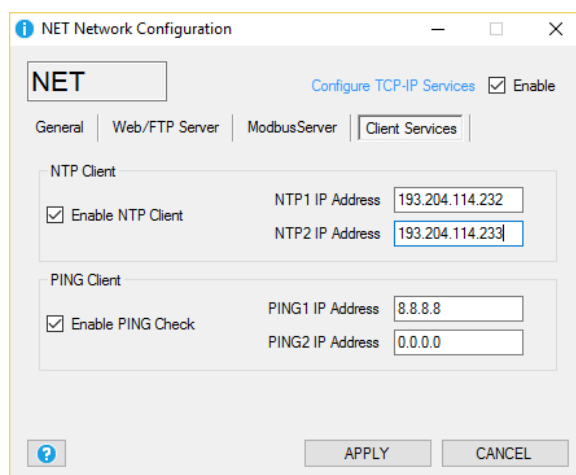 NET Network Configuration
NET
Configure TCP-IP Services Enable
General Web/FTP Server ModbusServer Client Services
NTP Client
Enable NTP Client
NTP1 IP Address 193.204.114.232
NTP2 IP Address 193.204.114.233
PING Client
Enable PING Check
PING1 IP Address 8.8.8.8
PING2 IP Address 0.0.0.0
APPLY CANCEL